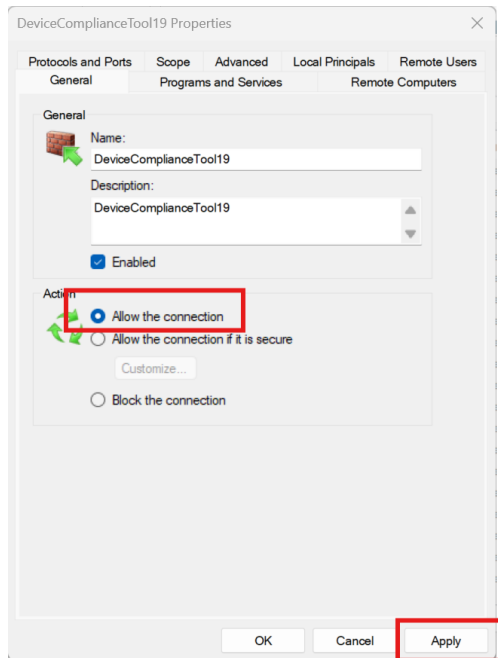 DeviceComplianceTool19 Properties
Protocols and Ports Scope Advanced Local Principals Remote Users
General Programs and Services Remote Computers
General
Name:
DeviceComplianceTool19
Description:
DeviceComplianceTool19
Enabled
Action
Allow the connection
Allow the connection if it is secure
Customize...
Block the connection
OK Cancel Apply